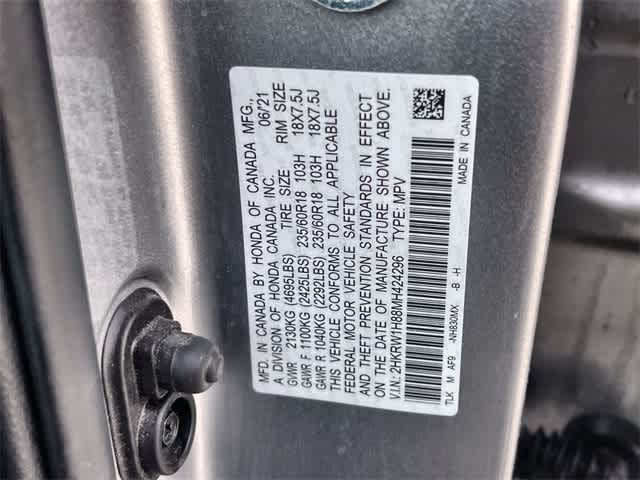 MFD. IN CANADA BY HONDA OF CANADA MFG.,
A DIVISION OF HONDA CANADA INC. 06/21
GVWR 2130KG (4695LBS) TIRE SIZE RIM SIZE
GAWR F 1100KG (2425LBS) 235/60R18 103H 18X7.5J
GAWR R 1040KG (2292LBS) 235/60R18 103H 18X7.5J
THIS VEHICLE CONFORMS TO ALL APPLICABLE
FEDERAL MOTOR VEHICLE SAFETY
AND THEFT PREVENTION STANDARDS IN EFFECT
ON THE DATE OF MANUFACTURE SHOWN ABOVE.
V.I.N.: 2HKRW1H88MH424296 TYPE: MPV
TLK M AF9 -NH830MX -B -H MADE IN CANADA